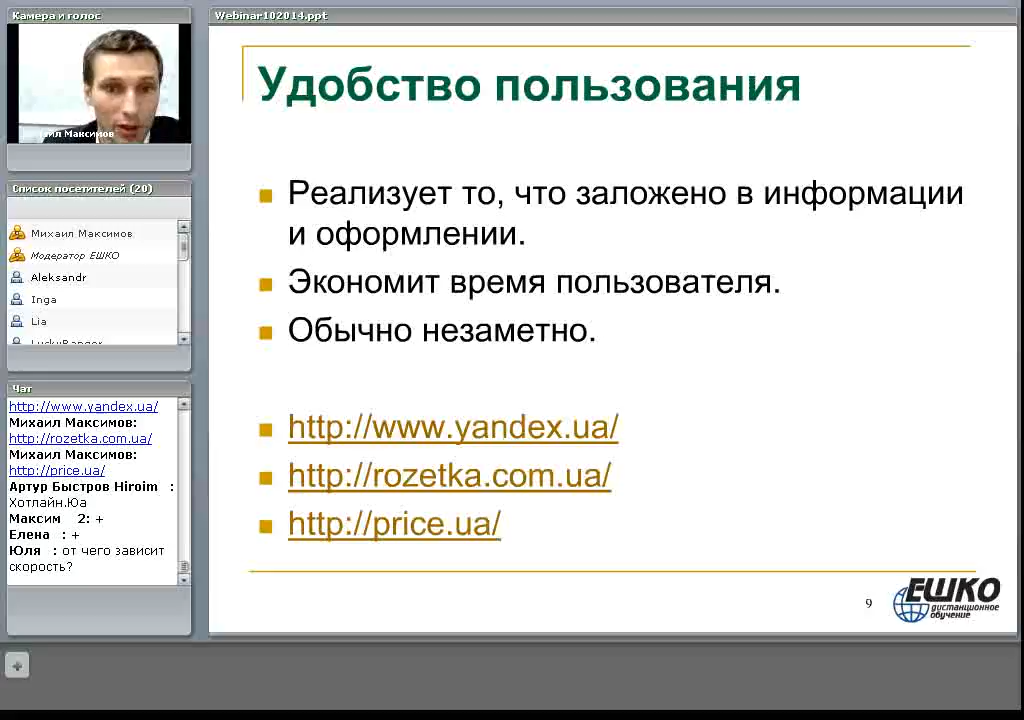 Камера и голос
Михаил Максимов
Список посетителей (20)
Михаил Максимов
Модератор ЕШКО
Aleksandr
Inga
Lia
LuckyRanger
Чат
http://www.yandex.ua/
Михаил Максимов:
http://rozetka.com.ua/
Михаил Максимов:
http://price.ua/
Артур Быстров Hiroim :
Хотлайн.Юа
Максим 2: +
Елена : +
Юля : от чего зависит
скорость?
Webinar102014.ppt
Удобство пользования
Реализует то, что заложено в информации
и оформлении.
Экономит время пользователя.
Обычно незаметно.
http://www.yandex.ua/
http://rozetka.com.ua/
http://price.ua/
9
ЕШКО
дистанционное
обучение